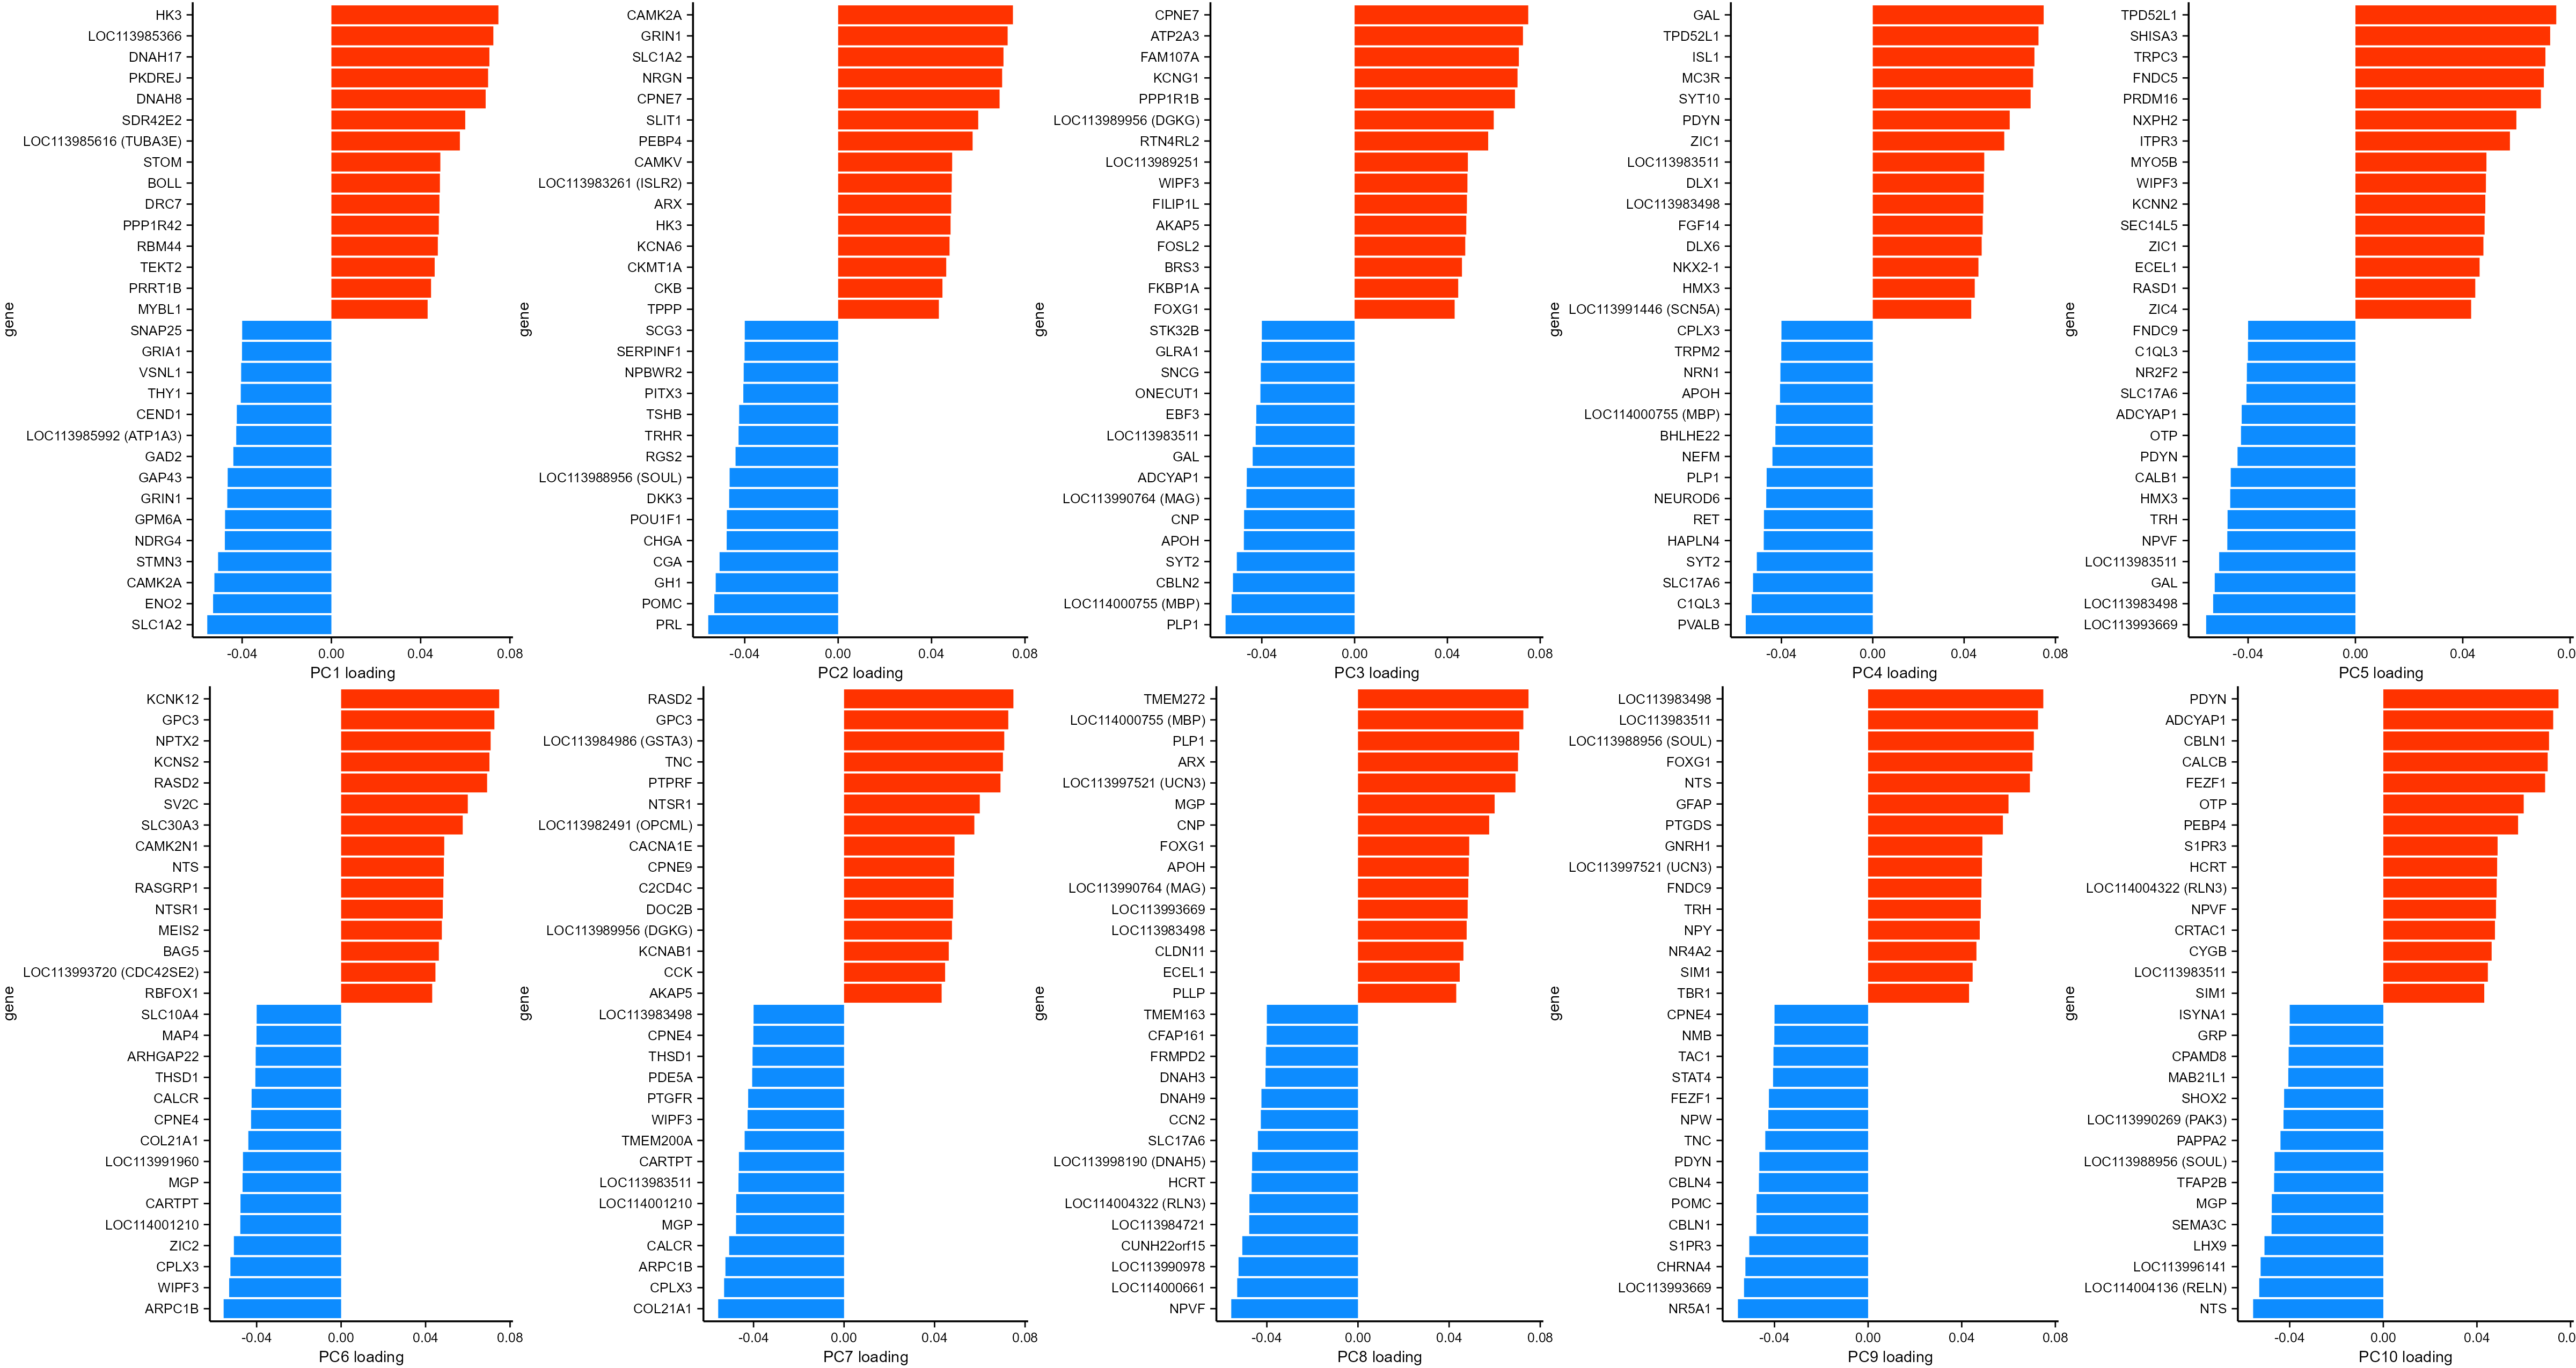 gene
HK3
LOC113985366
DNAH17
PKDREJ
DNAH8
SDR42E2
LOC113985616 (TUBA3E)
STOM
BOLL
DRC7
PPP1R42
RBM44
TEKT2
PRRT1B
MYBL1
SNAP25
GRIA1
VSNL1
THY1
CEND1
LOC113985992 (ATP1A3)
GAD2
GAP43
GRIN1
GPM6A
NDRG4
STMN3
CAMK2A
ENO2
SLC1A2
-0.04 0.00 0.04 0.08
PC1 loading
gene
CAMK2A
GRIN1
SLC1A2
NRGN
CPNE7
SLIT1
PEBP4
CAMKV
LOC113983261 (ISLR2)
ARX
HK3
KCNA6
CKMT1A
CKB
TPPP
SCG3
SERPINF1
NPBWR2
PITX3
TSHB
TRHR
RGS2
LOC113988956 (SOUL)
DKK3
POU1F1
CHGA
CGA
GH1
POMC
PRL
-0.04 0.00 0.04 0.08
PC2 loading
gene
CPNE7
ATP2A3
FAM107A
KCNG1
PPP1R1B
LOC113989956 (DGKG)
RTN4RL2
LOC113989251
WIPF3
FILIP1L
AKAP5
FOSL2
BRS3
FKBP1A
FOXG1
STK32B
GLRA1
SNCG
ONECUT1
EBF3
LOC113983511
GAL
ADCYAP1
LOC113990764 (MAG)
CNP
APOH
SYT2
CBLN2
LOC114000755 (MBP)
PLP1
-0.04 0.00 0.04 0.08
PC3 loading
gene
GAL
TPD52L1
ISL1
MC3R
SYT10
PDYN
ZIC1
LOC113983511
DLX1
LOC113983498
FGF14
DLX6
NKX2-1
HMX3
LOC113991446 (SCN5A)
CPLX3
TRPM2
NRN1
APOH
LOC114000755 (MBP)
BHLHE22
NEFM
PLP1
NEUROD6
RET
HAPLN4
SYT2
SLC17A6
C1QL3
PVALB
-0.04 0.00 0.04 0.08
PC4 loading
gene
TPD52L1
SHISA3
TRPC3
FNDC5
PRDM16
NXPH2
ITPR3
MYO5B
WIPF3
KCNN2
SEC14L5
ZIC1
ECEL1
RASD1
ZIC4
FNDC9
C1QL3
NR2F2
SLC17A6
ADCYAP1
OTP
PDYN
CALB1
HMX3
TRH
NPVF
LOC113983511
GAL
LOC113983498
LOC113993669
-0.04 0.00 0.04 0.0
PC5 loading
gene
KCNK12
GPC3
NPTX2
KCNS2
RASD2
SV2C
SLC30A3
CAMK2N1
NTS
RASGRP1
NTSR1
MEIS2
BAG5
LOC113993720 (CDC42SE2)
RBFOX1
SLC10A4
MAP4
ARHGAP22
THSD1
CALCR
CPNE4
COL21A1
LOC113991960
MGP
CARTPT
LOC114001210
ZIC2
CPLX3
WIPF3
ARPC1B
-0.04 0.00 0.04 0.08
PC6 loading
gene
RASD2
GPC3
LOC113984986 (GSTA3)
TNC
PTPRF
NTSR1
LOC113982491 (OPCML)
CACNA1E
CPNE9
C2CD4C
DOC2B
LOC113989956 (DGKG)
KCNAB1
CCK
AKAP5
LOC113983498
CPNE4
THSD1
PDE5A
PTGFR
WIPF3
TMEM200A
CARTPT
LOC113983511
LOC114001210
MGP
CALCR
ARPC1B
CPLX3
COL21A1
-0.04 0.00 0.04 0.08
PC7 loading
gene
TMEM272
LOC114000755 (MBP)
PLP1
ARX
LOC113997521 (UCN3)
MGP
CNP
FOXG1
APOH
LOC113990764 (MAG)
LOC113993669
LOC113983498
CLDN11
ECEL1
PLLP
TMEM163
CFAP161
FRMPD2
DNAH3
DNAH9
CCN2
SLC17A6
LOC113998190 (DNAH5)
HCRT
LOC114004322 (RLN3)
LOC113984721
CUNH22orf15
LOC113990978
LOC114000661
NPVF
-0.04 0.00 0.04 0.08
PC8 loading
gene
LOC113983498
LOC113983511
LOC113988956 (SOUL)
FOXG1
NTS
GFAP
PTGDS
GNRH1
LOC113997521 (UCN3)
FNDC9
TRH
NPY
NR4A2
SIM1
TBR1
CPNE4
NMB
TAC1
STAT4
FEZF1
NPW
TNC
PDYN
CBLN4
POMC
CBLN1
S1PR3
CHRNA4
LOC113993669
NR5A1
-0.04 0.00 0.04 0.08
PC9 loading
gene
PDYN
ADCYAP1
CBLN1
CALCB
FEZF1
OTP
PEBP4
S1PR3
HCRT
LOC114004322 (RLN3)
NPVF
CRTAC1
CYGB
LOC113983511
SIM1
ISYNA1
GRP
CPAMD8
MAB21L1
SHOX2
LOC113990269 (PAK3)
PAPPA2
LOC113988956 (SOUL)
TFAP2B
MGP
SEMA3C
LHX9
LOC113996141
LOC114004136 (RELN)
NTS
-0.04 0.00 0.04 0.0
PC10 loading